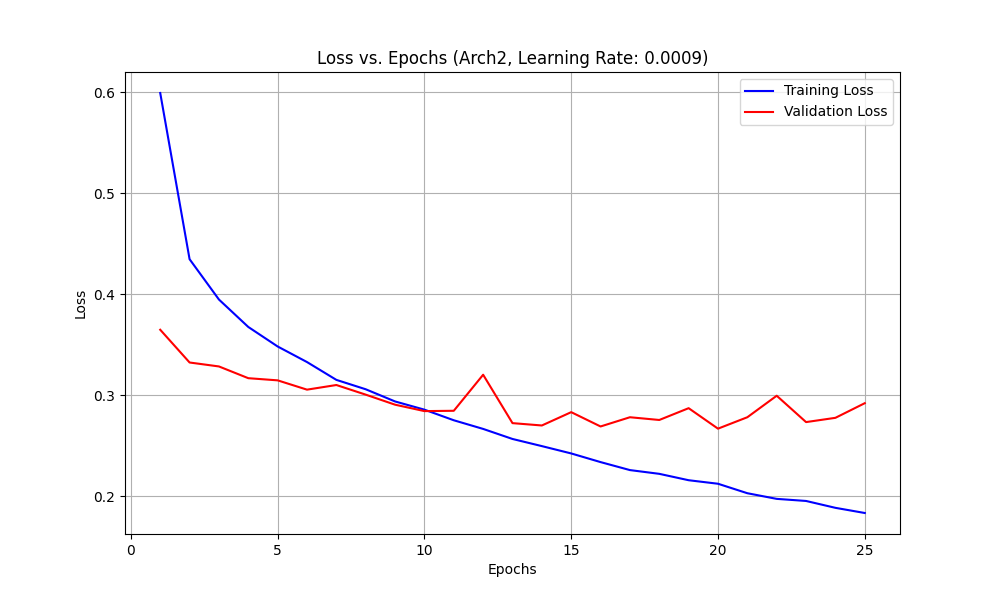 Loss vs. Epochs (Arch2, Learning Rate: 0.0009)
Training Loss
Validation Loss
Loss
0.6
0.5
0.4
0.3
0.2
0
5
10
15
20
25
Epochs